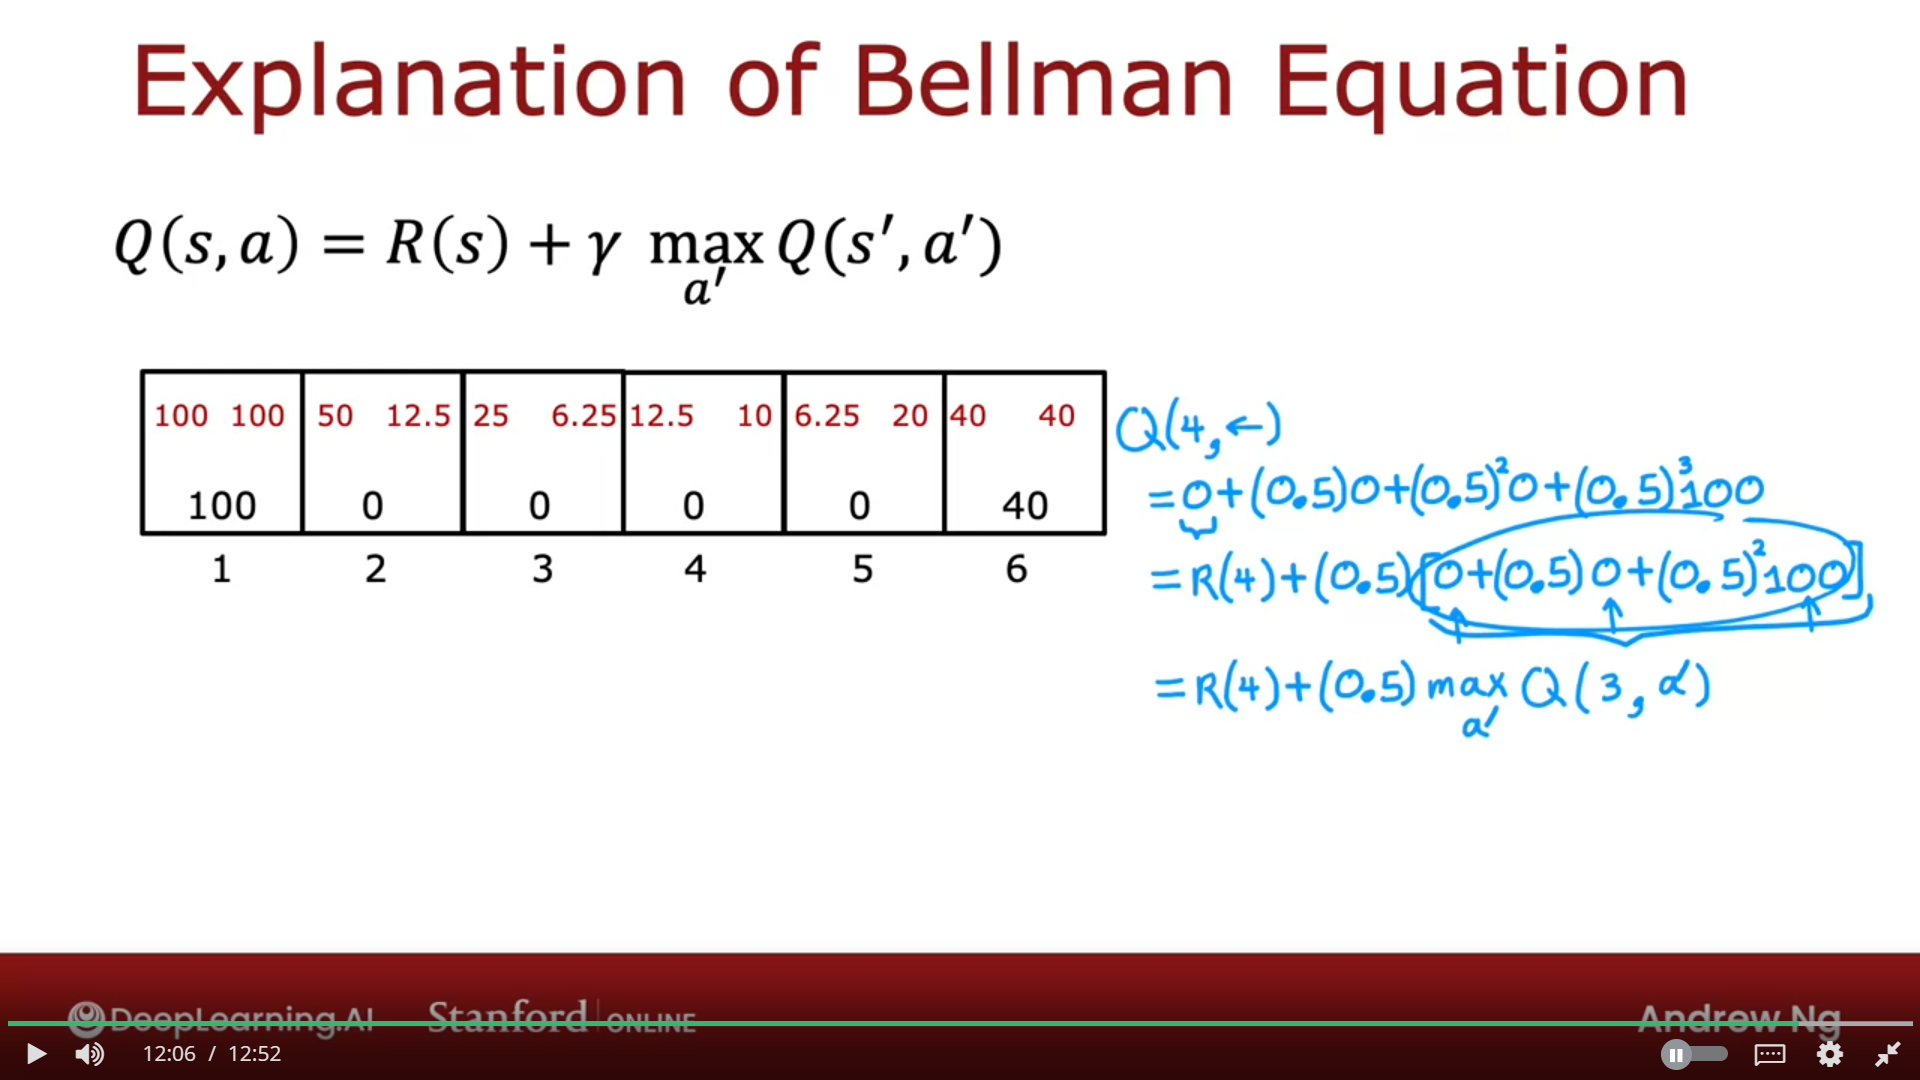 Explanation of Bellman Equation
Q(s, a) = R(s) + γ max Q(s′, a′)
a′
100 100 50 12.5 25 6.25 12.5 10 6.25 20 40 40
100 0 0 0 0 40
1 2 3 4 5 6
Q(4, ←)
= 0 + (0.5)0 + (0.5)²0 + (0.5)³100
= R(4) + (0.5)[0 + (0.5)0 + (0.5)²100]
= R(4) + (0.5) max Q(3, a′)
a′
DeepLearning.AI Stanford | ONLINE Andrew Ng
12:06 / 12:52